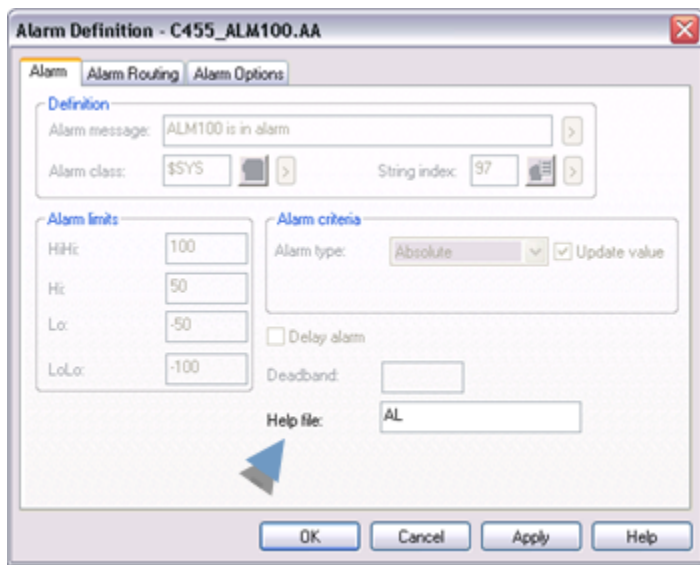 Alarm Definition - C455_ALM100.AA
Alarm Alarm Routing Alarm Options
Definition
Alarm message: ALM100 is in alarm >
Alarm class: $SYS > String index: 97 >
Alarm limits Alarm criteria
HiHi: 100 Alarm type: Absolute Update value
Hi: 50
Lo: -50 Delay alarm
LoLo: -100 Deadband:
Help file: AL
OK Cancel Apply Help